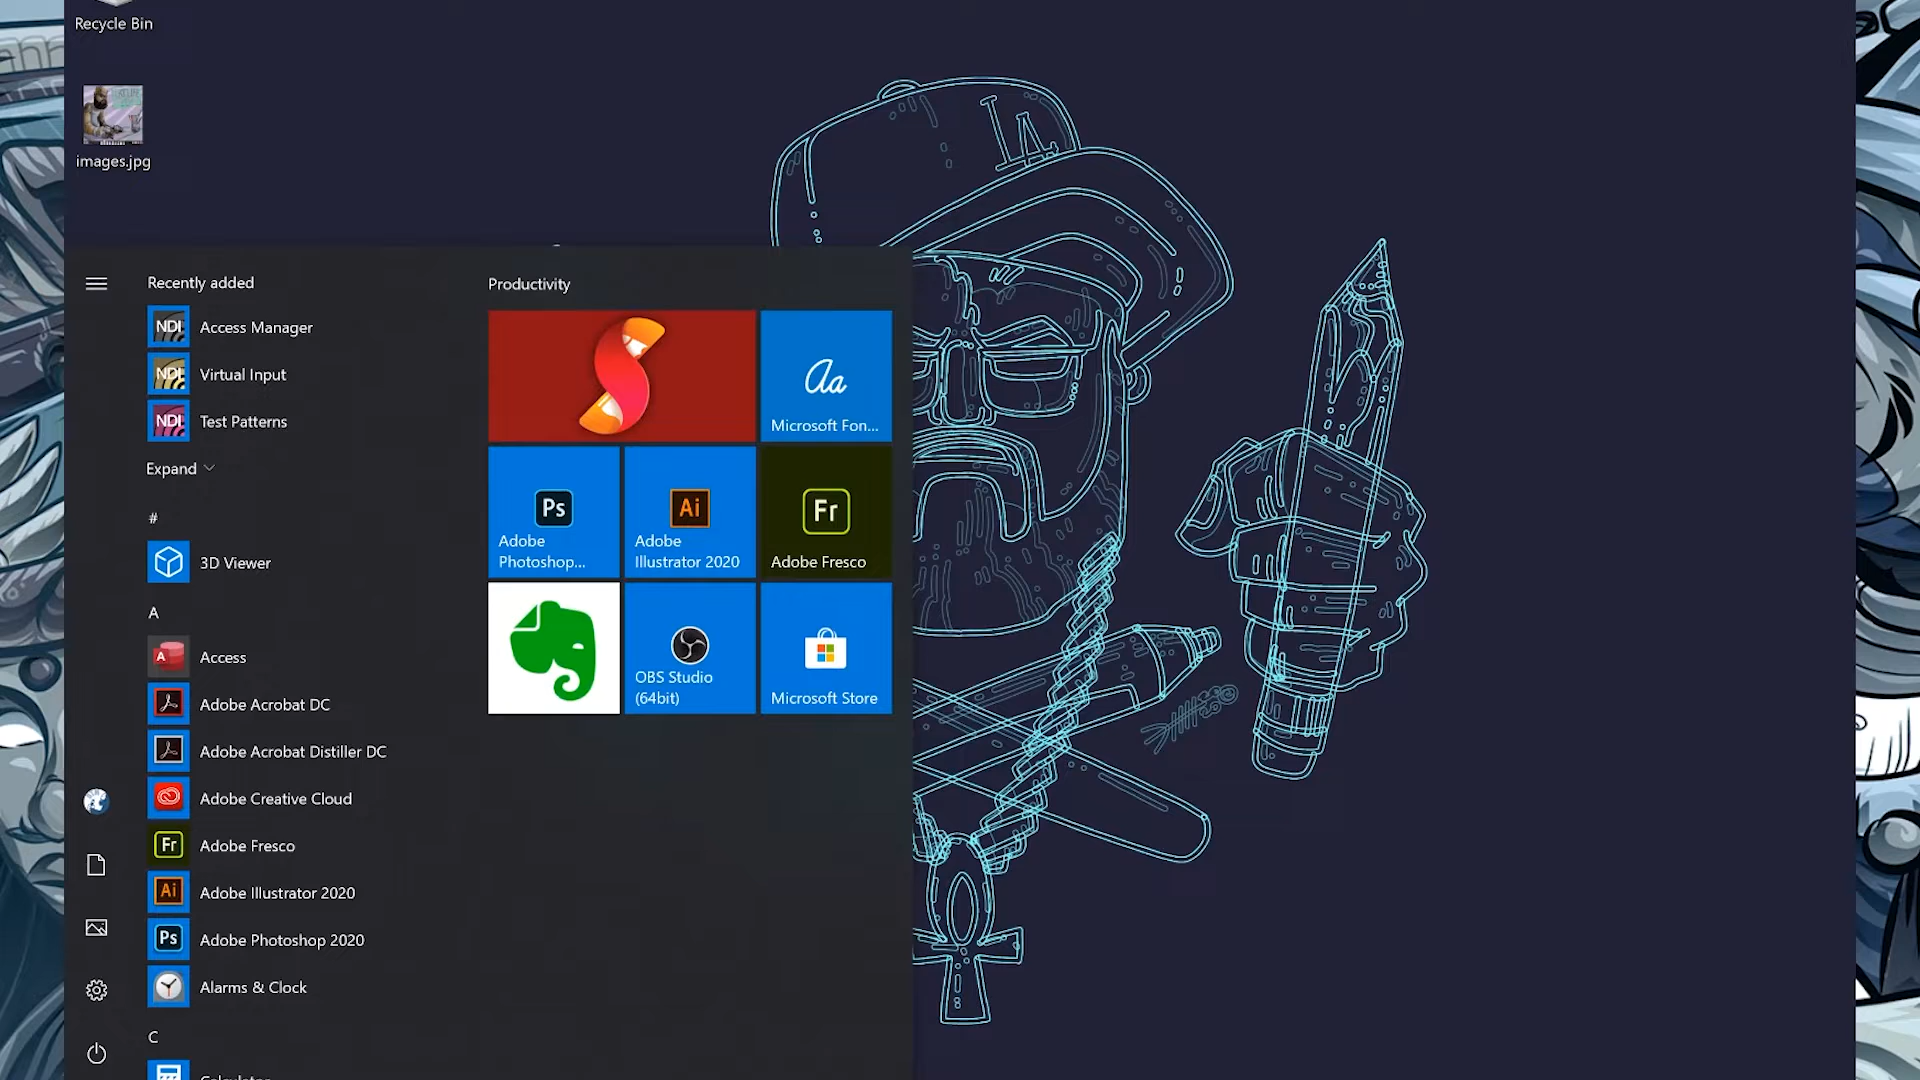 Recycle Bin
images.jpg
LA
Recently added
NDI
Access Manager
NDI
Virtual Input
NDI
Test Patterns
Expand
#
3D Viewer
A
A
Access
Adobe Acrobat DC
Adobe Acrobat Distiller DC
Adobe Creative Cloud
Fr
Adobe Fresco
Ai
Adobe Illustrator 2020
Ps
Adobe Photoshop 2020
Alarms & Clock
C
Calculator
Productivity
Aa
Microsoft Fon...
Ps
Adobe
Photoshop...
Ai
Adobe
Illustrator 2020
Fr
Adobe Fresco
OBS Studio
(64bit)
Microsoft Store